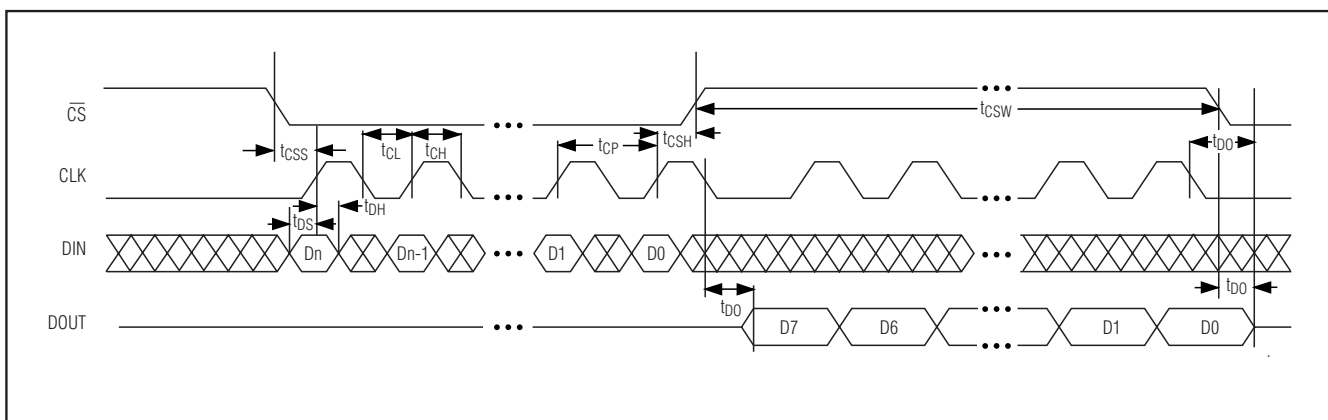 CS
tCSW
tCSS
tCL
tCH
tCP
tCSH
tDO
CLK
tDS
tDH
DIN
Dn
Dn-1
D1
D0
tDO
tDO
DOUT
D7
D6
D1
D0